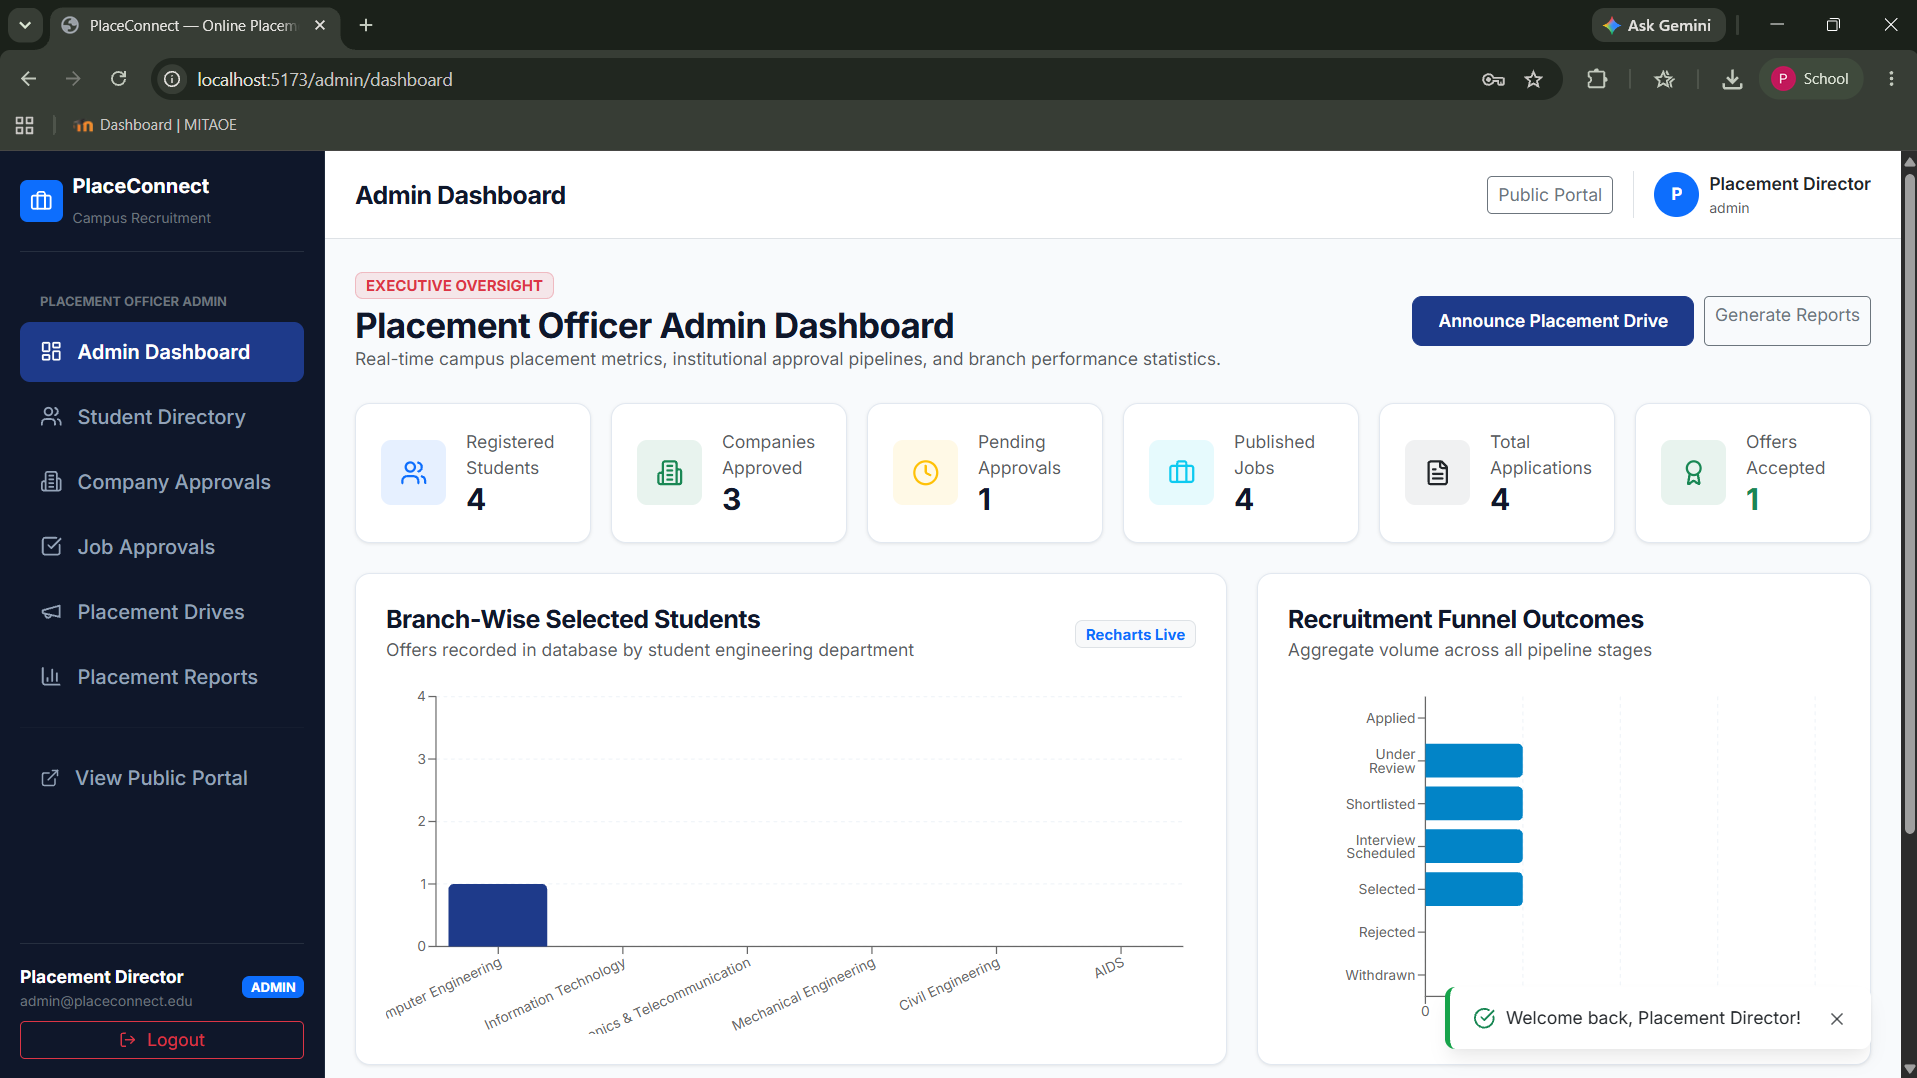 PlaceConnect — Online Placem
Ask Gemini
localhost:5173/admin/dashboard
P
School
Dashboard | MITAOE
PlaceConnect
Campus Recruitment
PLACEMENT OFFICER ADMIN
Admin Dashboard
Student Directory
Company Approvals
Job Approvals
Placement Drives
Placement Reports
View Public Portal
Placement Director
admin@placeconnect.edu
ADMIN
Logout
Admin Dashboard
Public Portal
P
Placement Director
admin
EXECUTIVE OVERSIGHT
Placement Officer Admin Dashboard
Real-time campus placement metrics, institutional approval pipelines, and branch performance statistics.
Announce Placement Drive
Generate Reports
Registered
Students
4
Companies
Approved
3
Pending
Approvals
1
Published
Jobs
4
Total
Applications
4
Offers
Accepted
1
Branch-Wise Selected Students
Offers recorded in database by student engineering department
Recharts Live
4
3
2
1
0
mputer Engineering
Information Technology
onics & Telecommunication
Mechanical Engineering
Civil Engineering
AIDS
Recruitment Funnel Outcomes
Aggregate volume across all pipeline stages
Applied
Under
Review
Shortlisted
Interview
Scheduled
Selected
Rejected
Withdrawn
0
Welcome back, Placement Director!